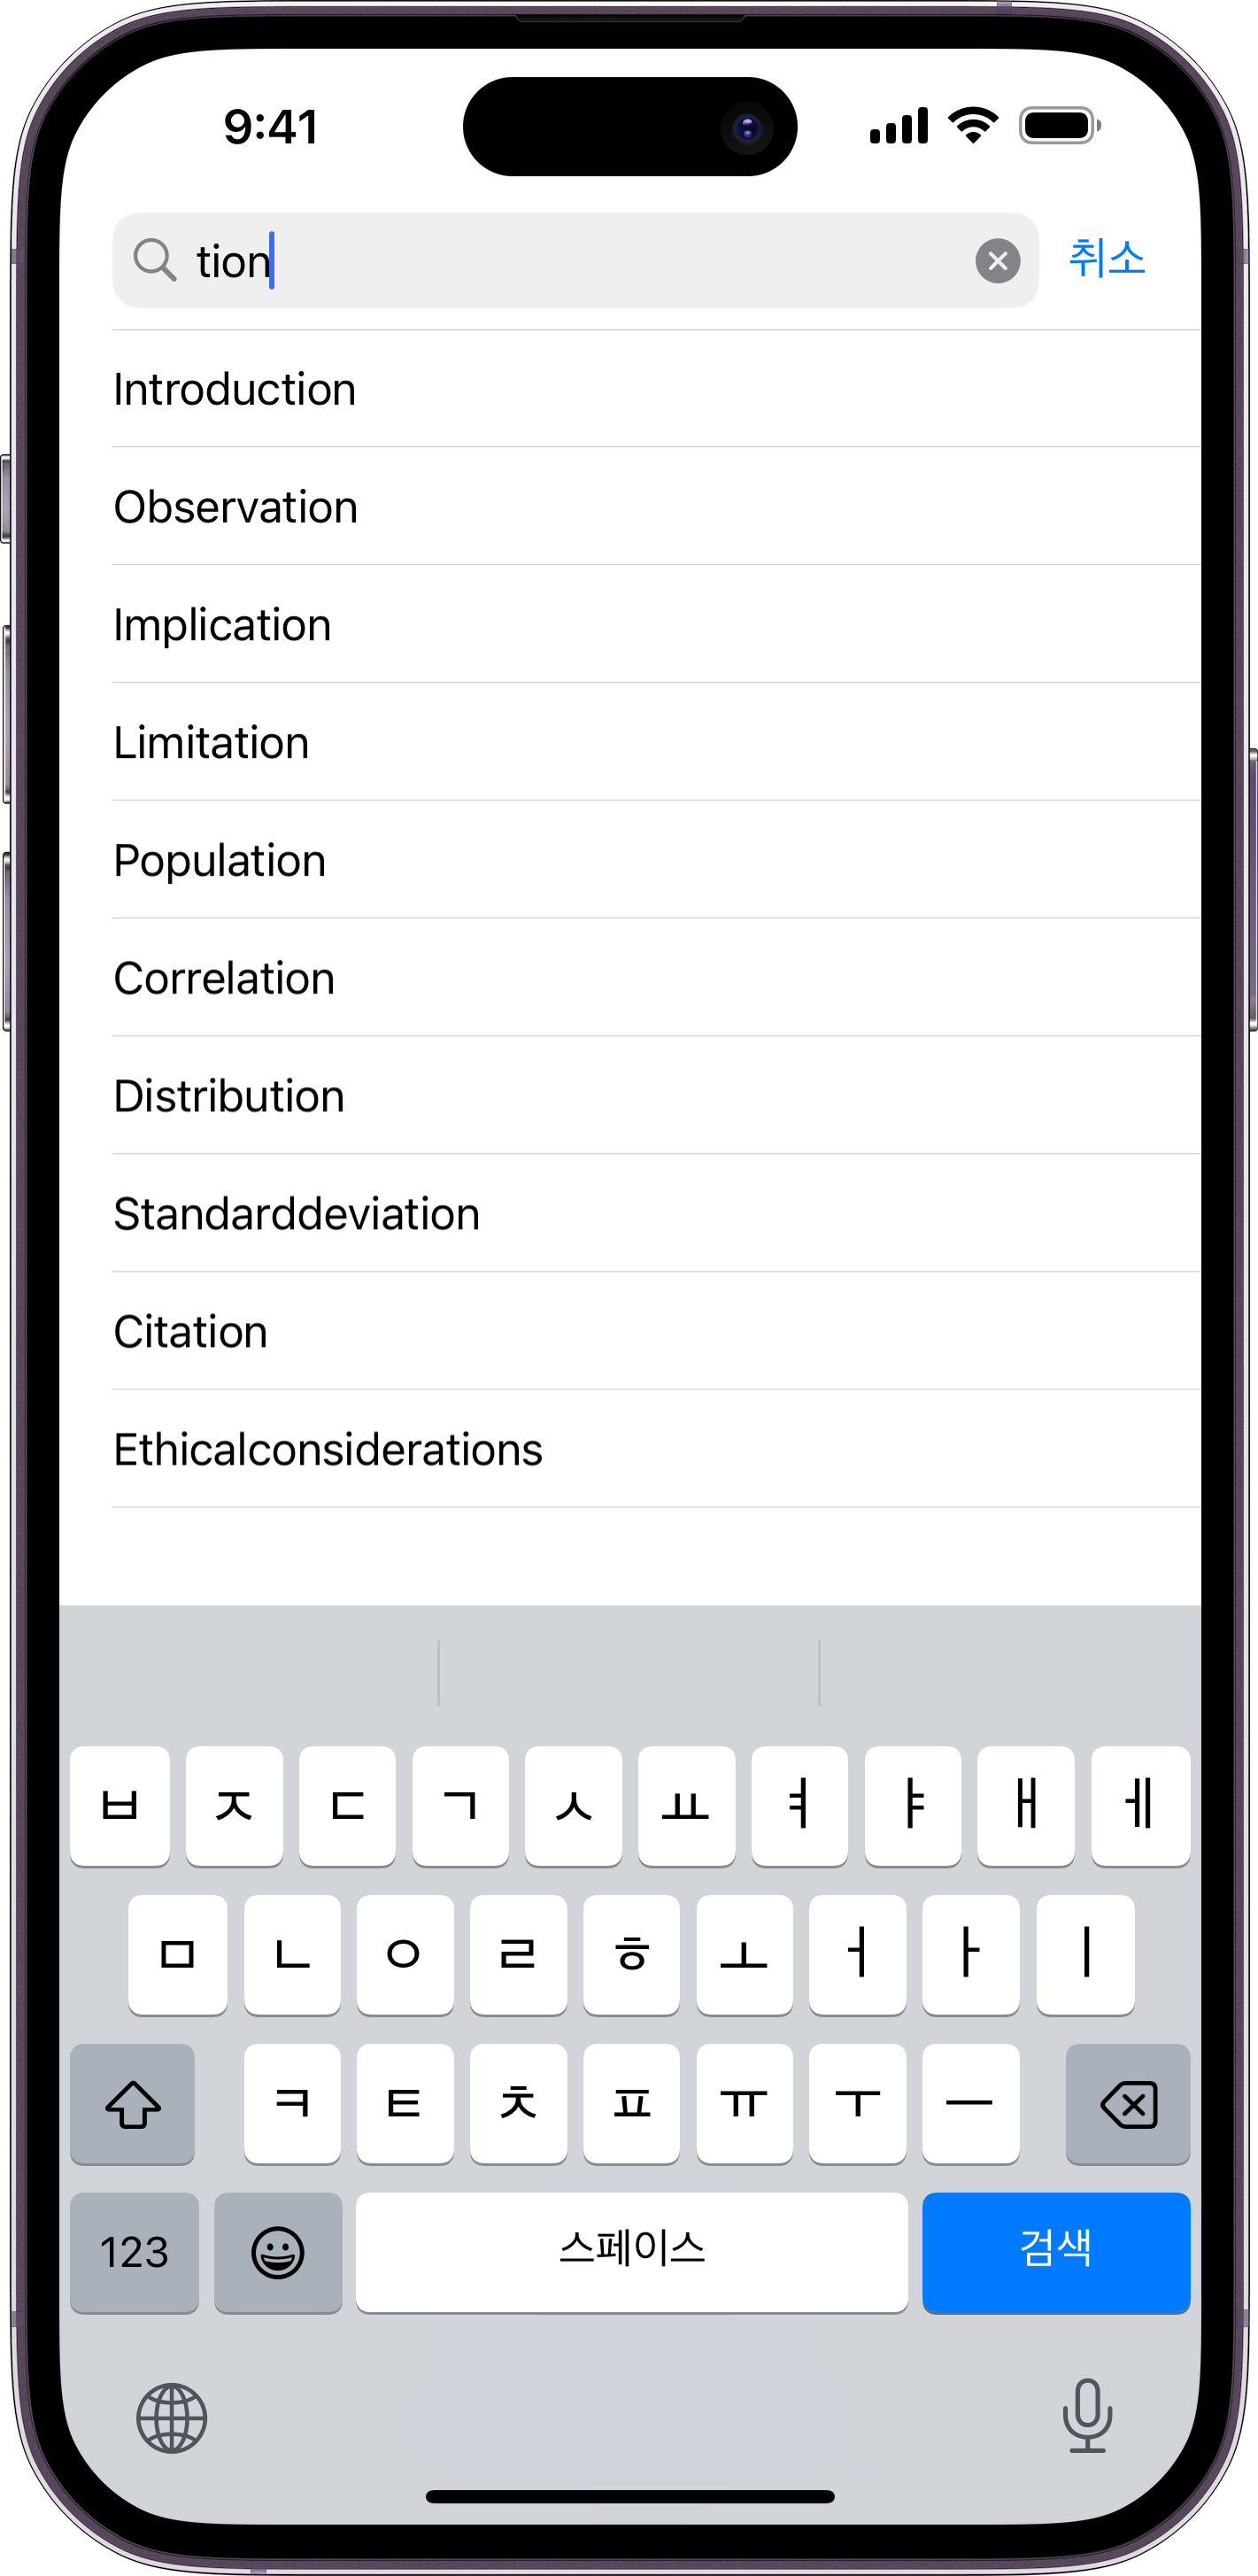 9:41
tion 취소
Introduction
Observation
Implication
Limitation
Population
Correlation
Distribution
Standarddeviation
Citation
Ethicalconsiderations
ㅂ ㅈ ㄷ ㄱ ㅅ ㅛ ㅕ ㅑ ㅐ ㅔ
ㅁ ㄴ ㅇ ㄹ ㅎ ㅗ ㅓ ㅏ ㅣ
ㅋ ㅌ ㅊ ㅍ ㅠ ㅜ ㅡ
123 스페이스 검색